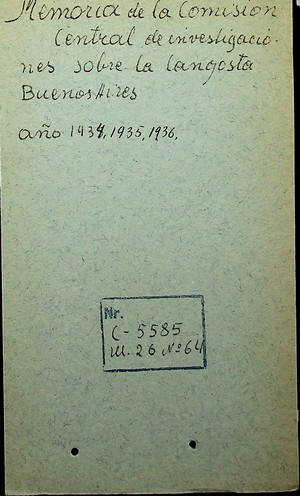 Memoria de la Comision
Central de investigacio-
nes sobre la langosta
Buenos Aires
año 1934, 1935, 1936,
Nr.
C-5585
W. 26 Nº 64